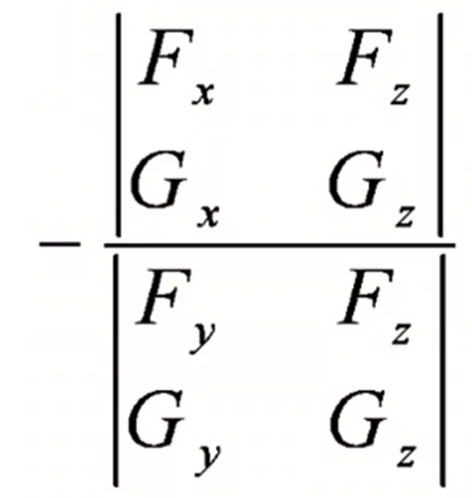 | F_x F_z |
| G_x G_z |
−
| F_y F_z |
| G_y G_z |